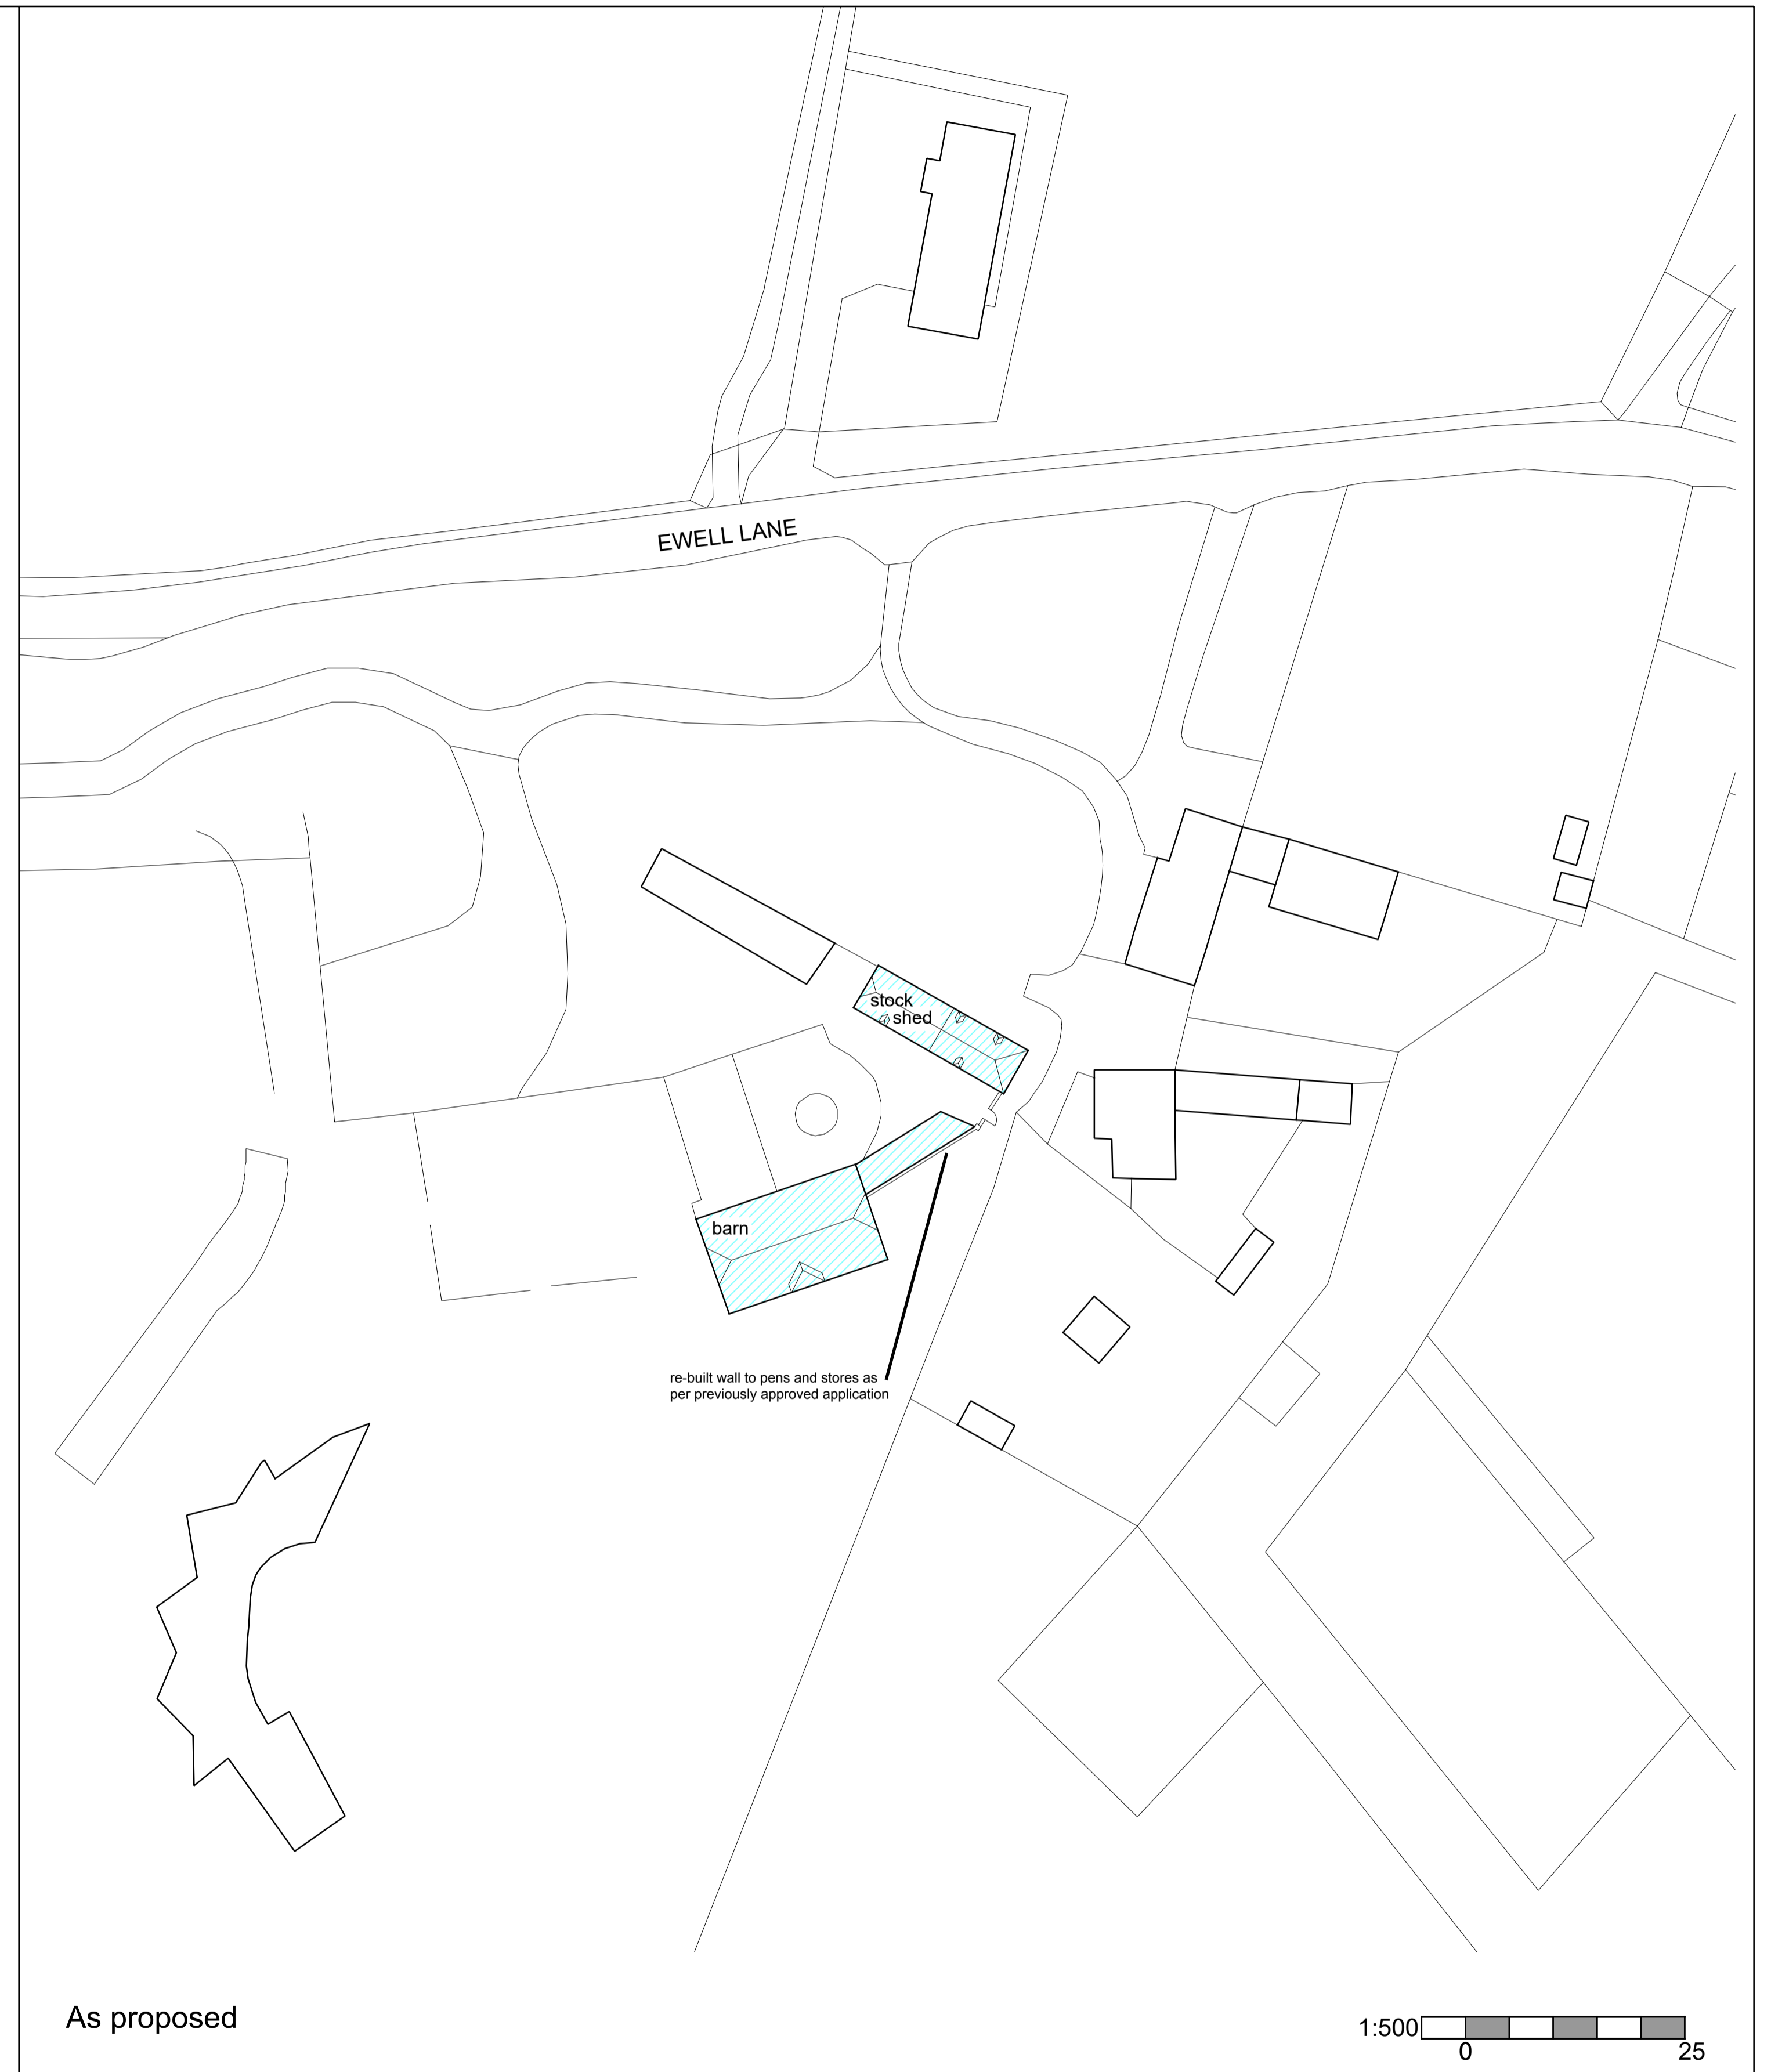 EWELL LANE
stock
shed
barn
re-built wall to pens and stores as
per previously approved application
As proposed
1:500
0 25